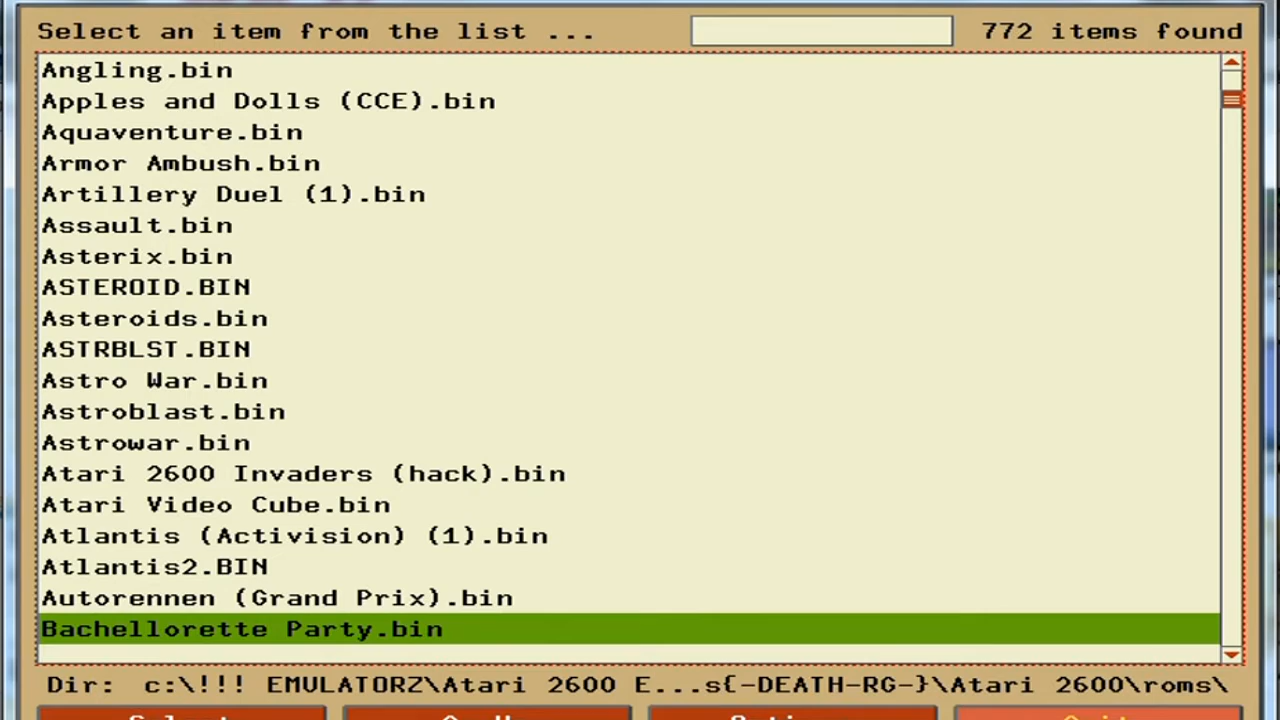 Select an item from the list ... 772 items found
Angling.bin
Apples and Dolls (CCE).bin
Aquaventure.bin
Armor Ambush.bin
Artillery Duel (1).bin
Assault.bin
Asterix.bin
ASTEROID.BIN
Asteroids.bin
ASTRBLST.BIN
Astro War.bin
Astroblast.bin
Astrowar.bin
Atari 2600 Invaders (hack).bin
Atari Video Cube.bin
Atlantis (Activision) (1).bin
Atlantis2.BIN
Autorennen (Grand Prix).bin
Bachellorette Party.bin
Dir: c:\!!! EMULATORZ\Atari 2600 E...s{-DEATH-RG-}\Atari 2600\roms\